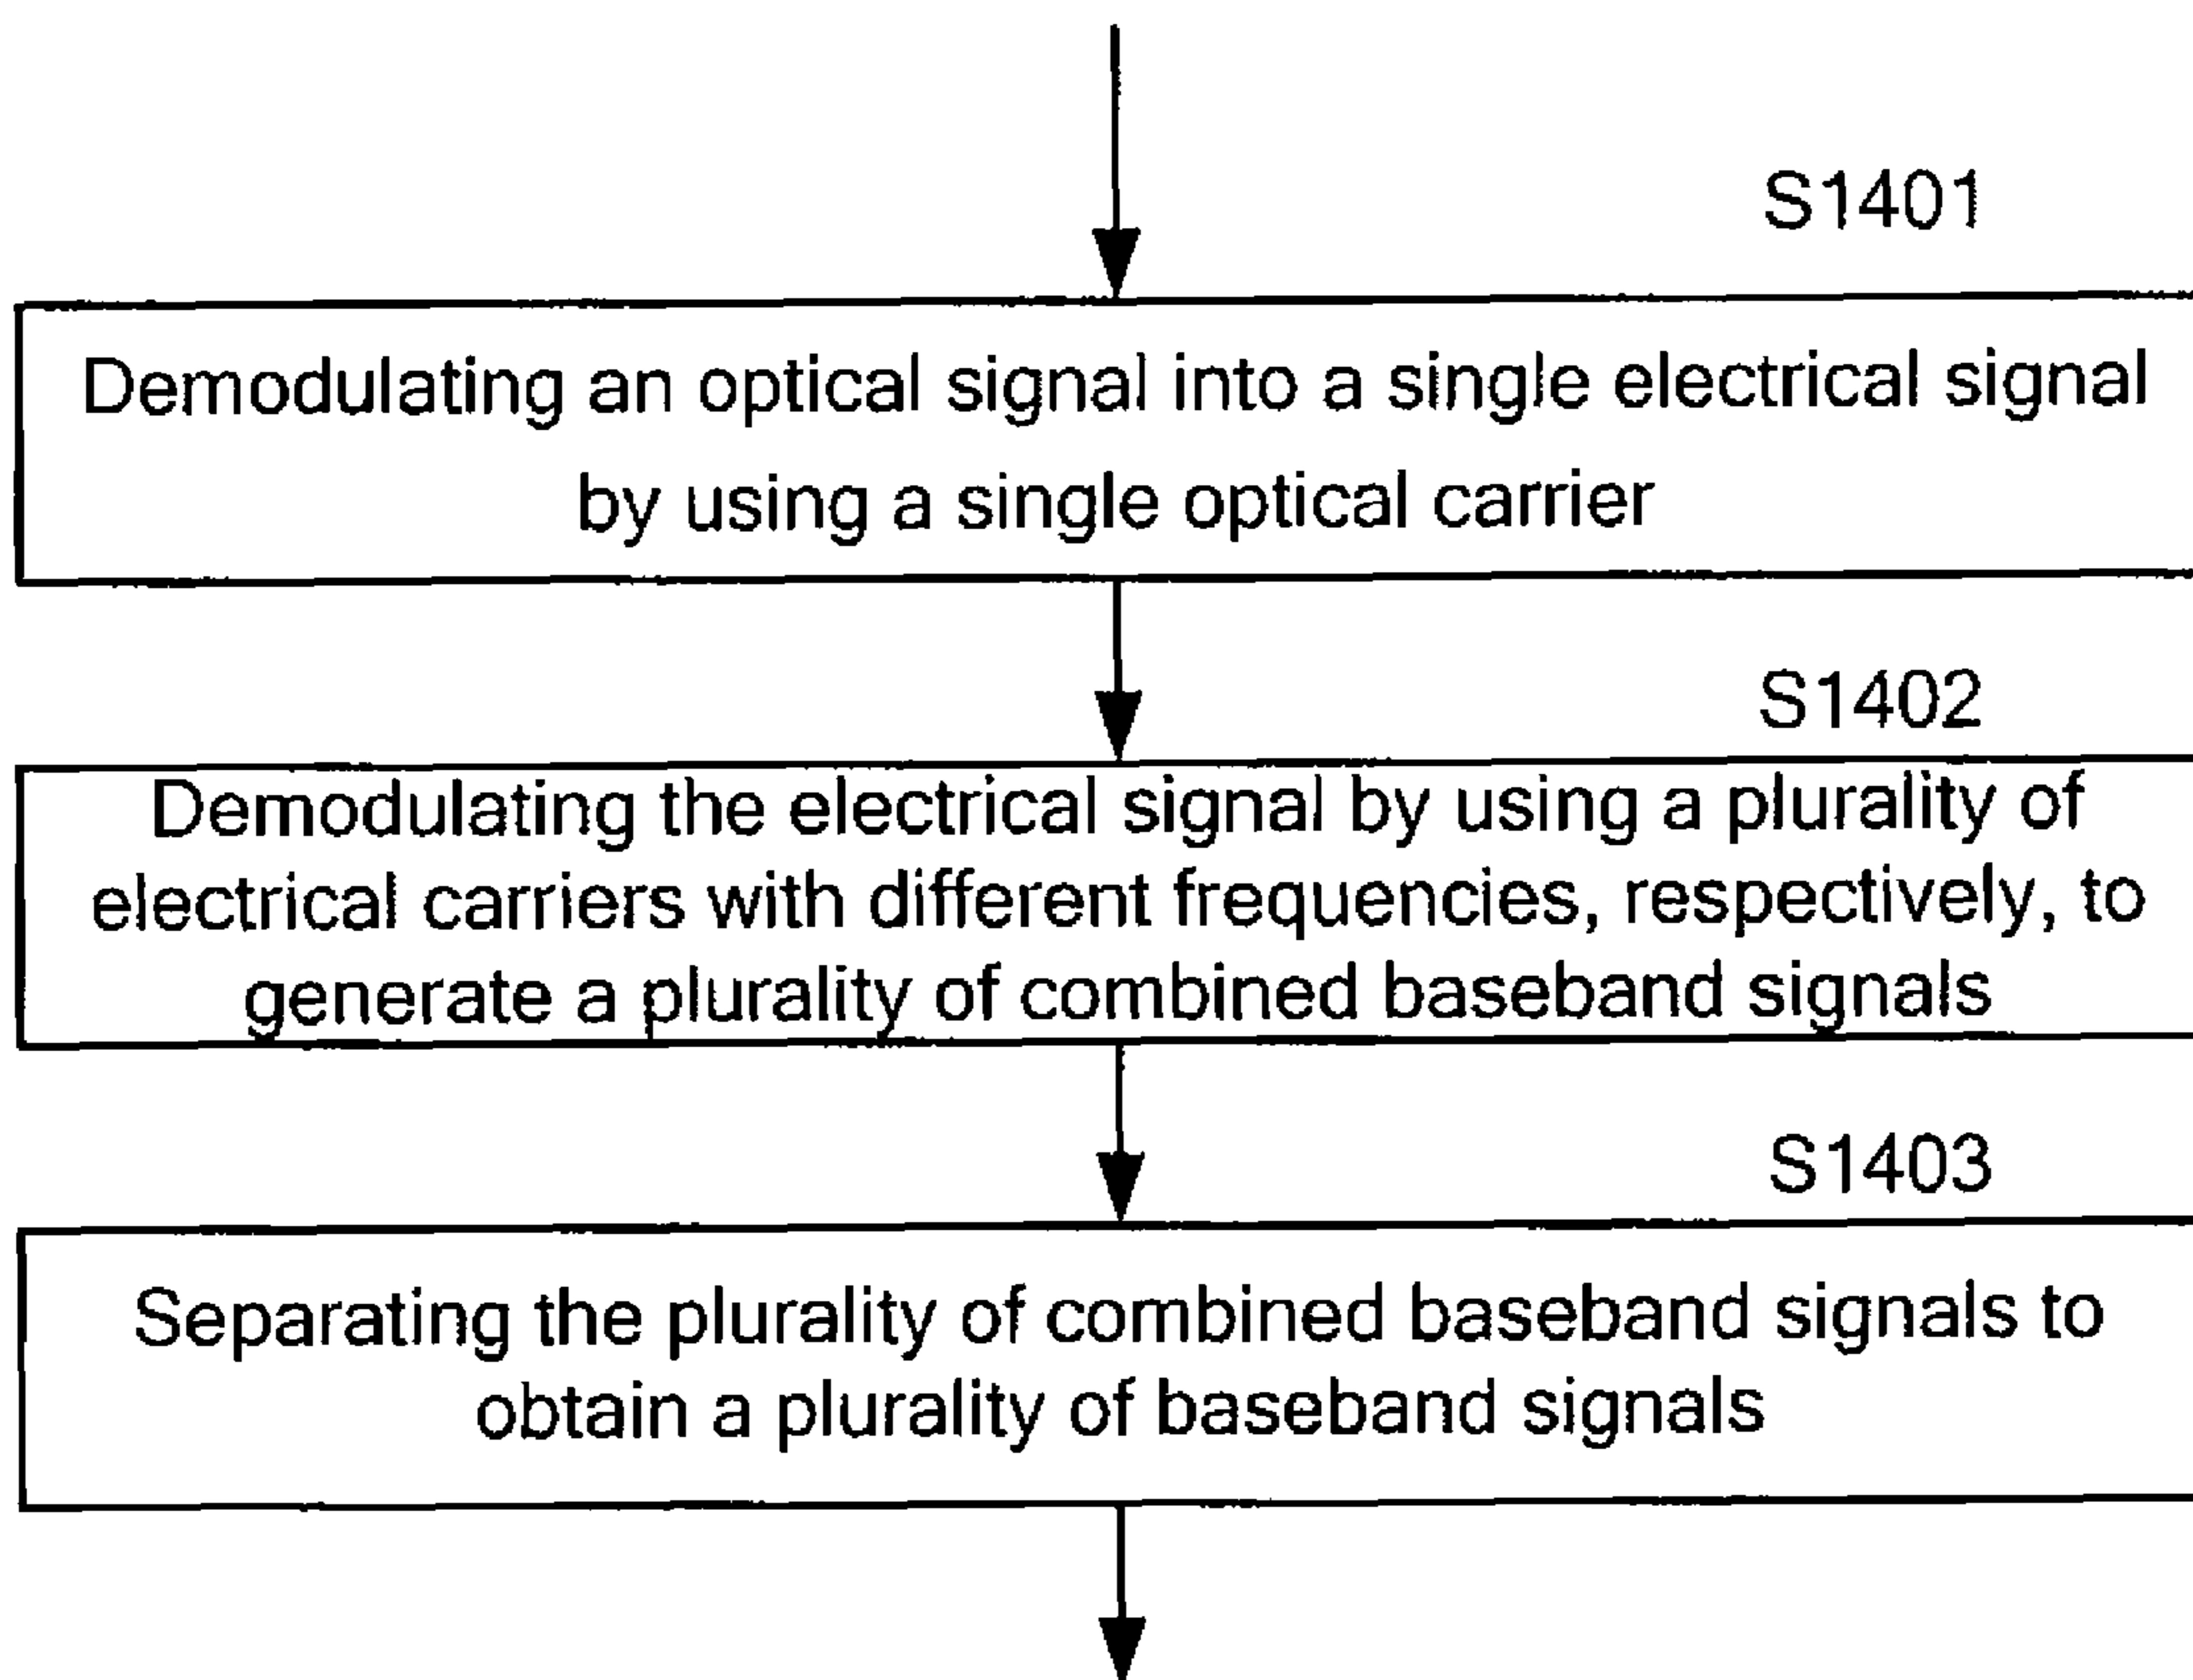 S1401
Demodulating an optical signal into a single electrical signal
by using a single optical carrier
S1402
Demodulating the electrical signal by using a plurality of
electrical carriers with different frequencies, respectively, to
generate a plurality of combined baseband signals
S1403
Separating the plurality of combined baseband signals to
obtain a plurality of baseband signals